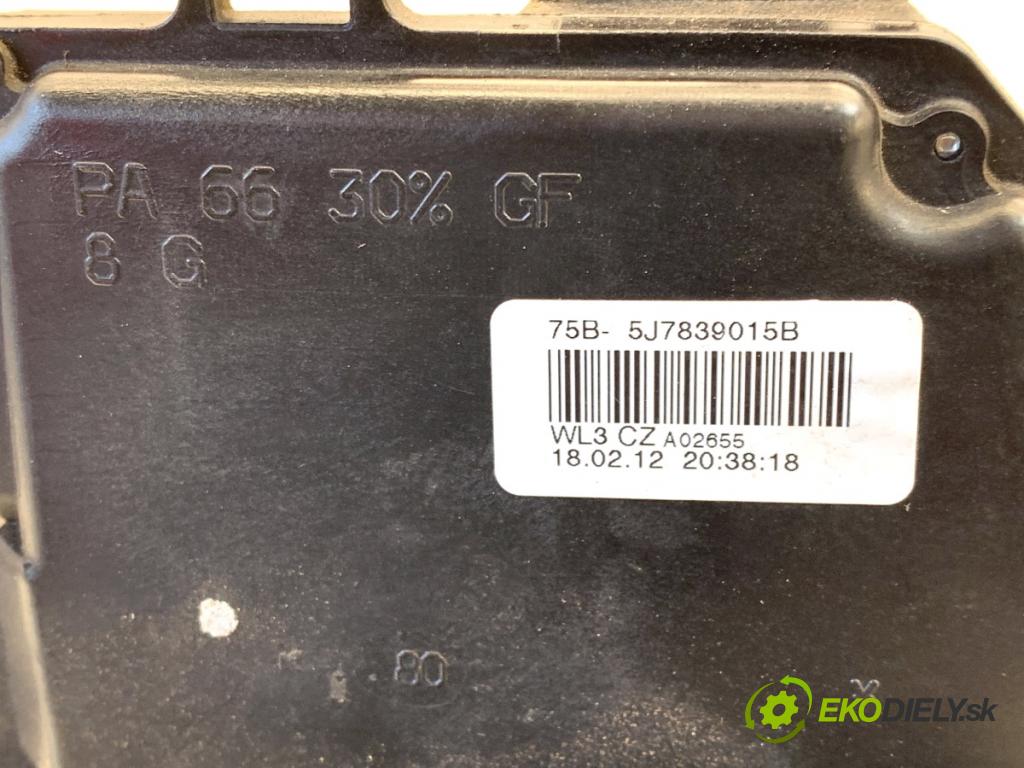 PA 66 30% GF
8 G
75B- 5J7839015B
WL3 CZ A02655
18.02.12 20:38:18
80
EKODIELY.sk